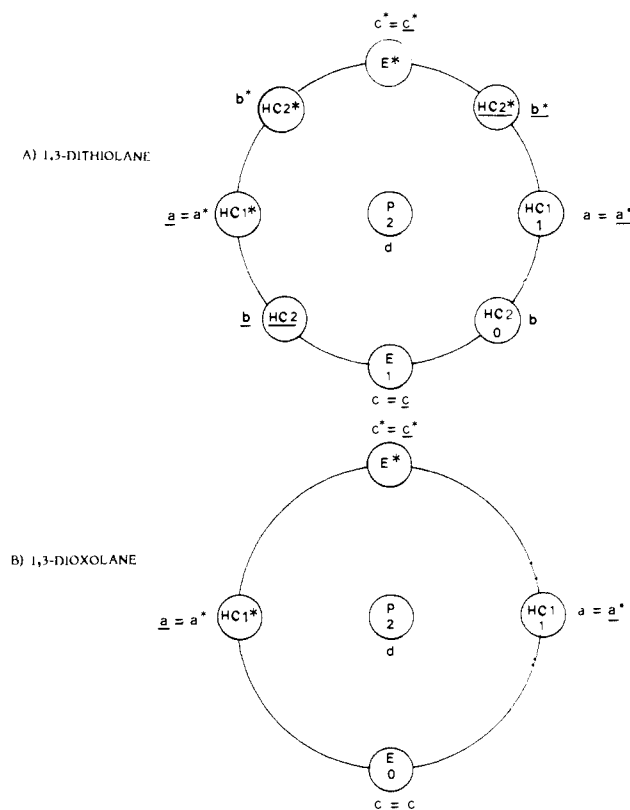 c* = c*
E*
b*
HC2*
HC2*
b*
A) 1,3-DITHIOLANE
a = a*
HC1*
P
2
d
HC1
1
a = a*
b
HC2
HC2
0
b
E
1
c = c
c* = c*
E*
B) 1,3-DIOXOLANE
a = a*
HC1*
P
2
d
HC1
1
a = a*
E
0
c = c